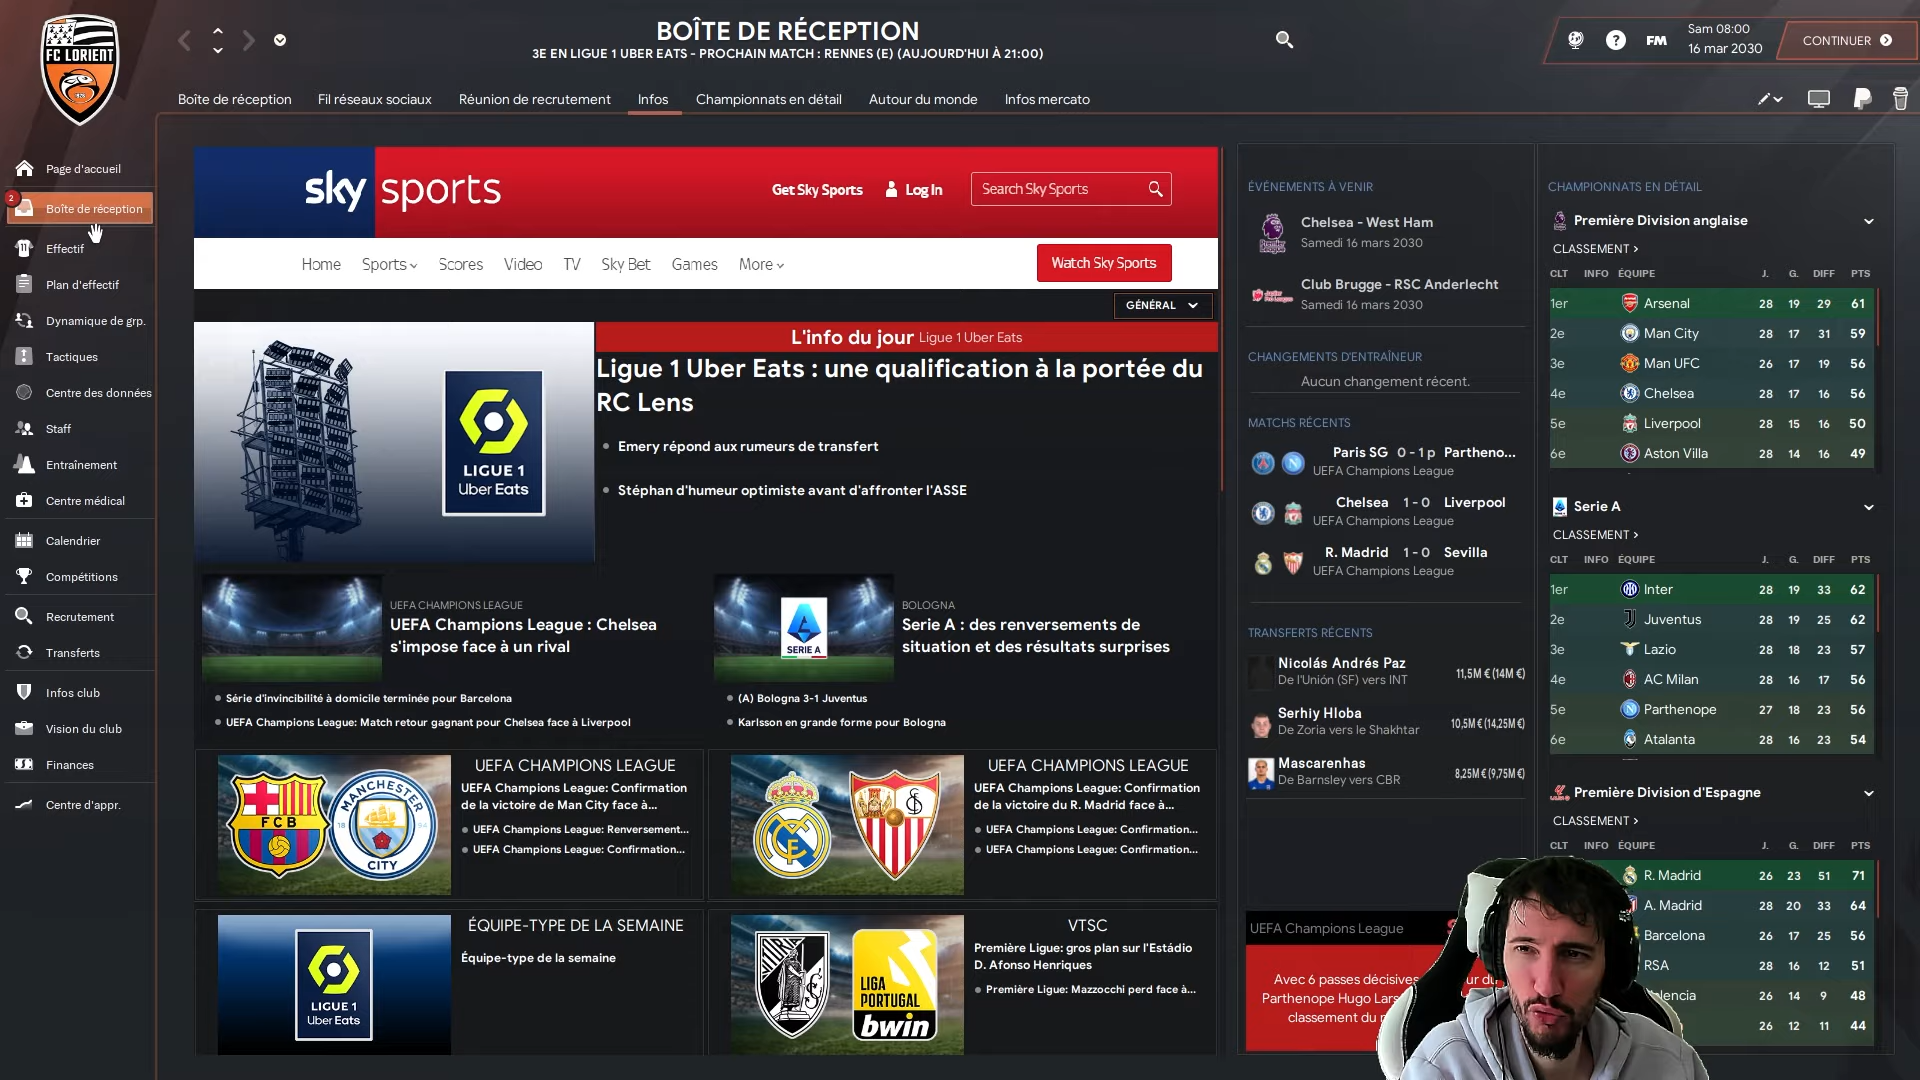 FC LORIENT
BOÎTE DE RÉCEPTION
3E EN LIGUE 1 UBER EATS - PROCHAIN MATCH : RENNES (E) (AUJOURD'HUI À 21:00)
FM
Sam 08:00
16 mar 2030
CONTINUER
Boîte de réception
Fil réseaux sociaux
Réunion de recrutement
Infos
Championnats en détail
Autour du monde
Infos mercato
Page d'accueil
2
Boîte de réception
Effectif
Plan d'effectif
Dynamique de grp.
Tactiques
Centre des données
Staff
Entraînement
Centre médical
Calendrier
Compétitions
Recrutement
Transferts
Infos club
Vision du club
Finances
Centre d'appr.
sky sports
Get Sky Sports
Log In
Search Sky Sports
Home
Sports
Scores
Video
TV
Sky Bet
Games
More
Watch Sky Sports
GÉNÉRAL
LIGUE 1
Uber Eats
L'info du jour Ligue 1 Uber Eats
Ligue 1 Uber Eats : une qualification à la portée du
RC Lens
Emery répond aux rumeurs de transfert
Stéphan d'humeur optimiste avant d'affronter l'ASSE
UEFA CHAMPIONS LEAGUE
UEFA Champions League : Chelsea
s'impose face à un rival
Série d'invincibilité à domicile terminée pour Barcelona
UEFA Champions League: Match retour gagnant pour Chelsea face à Liverpool
SERIE A
BOLOGNA
Serie A : des renversements de
situation et des résultats surprises
(A) Bologna 3-1 Juventus
Karlsson en grande forme pour Bologna
FCB
MANCHESTER
18 94
CITY
UEFA CHAMPIONS LEAGUE
UEFA Champions League: Confirmation
de la victoire de Man City face à...
UEFA Champions League: Renversement...
UEFA Champions League: Confirmation...
UEFA CHAMPIONS LEAGUE
UEFA Champions League: Confirmation
de la victoire du R. Madrid face à...
UEFA Champions League: Confirmation...
UEFA Champions League: Confirmation...
LIGUE 1
Uber Eats
ÉQUIPE-TYPE DE LA SEMAINE
Équipe-type de la semaine
LIGA
PORTUGAL
bwin
VTSC
Première Ligue: gros plan sur l'Estádio
D. Afonso Henriques
Première Ligue: Mazzocchi perd face à...
ÉVÉNEMENTS À VENIR
Chelsea - West Ham
Samedi 16 mars 2030
Club Brugge - RSC Anderlecht
Samedi 16 mars 2030
CHANGEMENTS D'ENTRAÎNEUR
Aucun changement récent.
MATCHS RÉCENTS
Paris SG 0 - 1 p Partheno...
UEFA Champions League
Chelsea 1 - 0 Liverpool
UEFA Champions League
R. Madrid 1 - 0 Sevilla
UEFA Champions League
TRANSFERTS RÉCENTS
Nicolás Andrés Paz
De l'Unión (SF) vers INT
11,5M € (14M €)
Serhiy Hloba
De Zoria vers le Shakhtar
10,5M € (14,25M €)
Mascarenhas
De Barnsley vers CBR
8,25M € (9,75M €)
UEFA Champions League
Avec 6 passes décisives
Parthenope Hugo
classement du
CHAMPIONNATS EN DÉTAIL
Première Division anglaise
CLASSEMENT >
CLT INFO ÉQUIPE J. G. DIFF PTS
1er Arsenal 28 19 29 61
2e Man City 28 17 31 59
3e Man UFC 26 17 19 56
4e Chelsea 28 17 16 56
5e Liverpool 28 15 16 50
6e Aston Villa 28 14 16 49
Serie A
CLASSEMENT >
CLT INFO ÉQUIPE J. G. DIFF PTS
1er Inter 28 19 33 62
2e Juventus 28 19 25 62
3e Lazio 28 18 23 57
4e AC Milan 28 16 17 56
5e Parthenope 27 18 23 56
6e Atalanta 28 16 23 54
Première Division d'Espagne
CLASSEMENT >
CLT INFO ÉQUIPE J. G. DIFF PTS
R. Madrid 26 23 51 71
A. Madrid 28 20 33 64
Barcelona 26 17 25 56
RSA 28 16 12 51
26 14 9 48
26 12 11 44